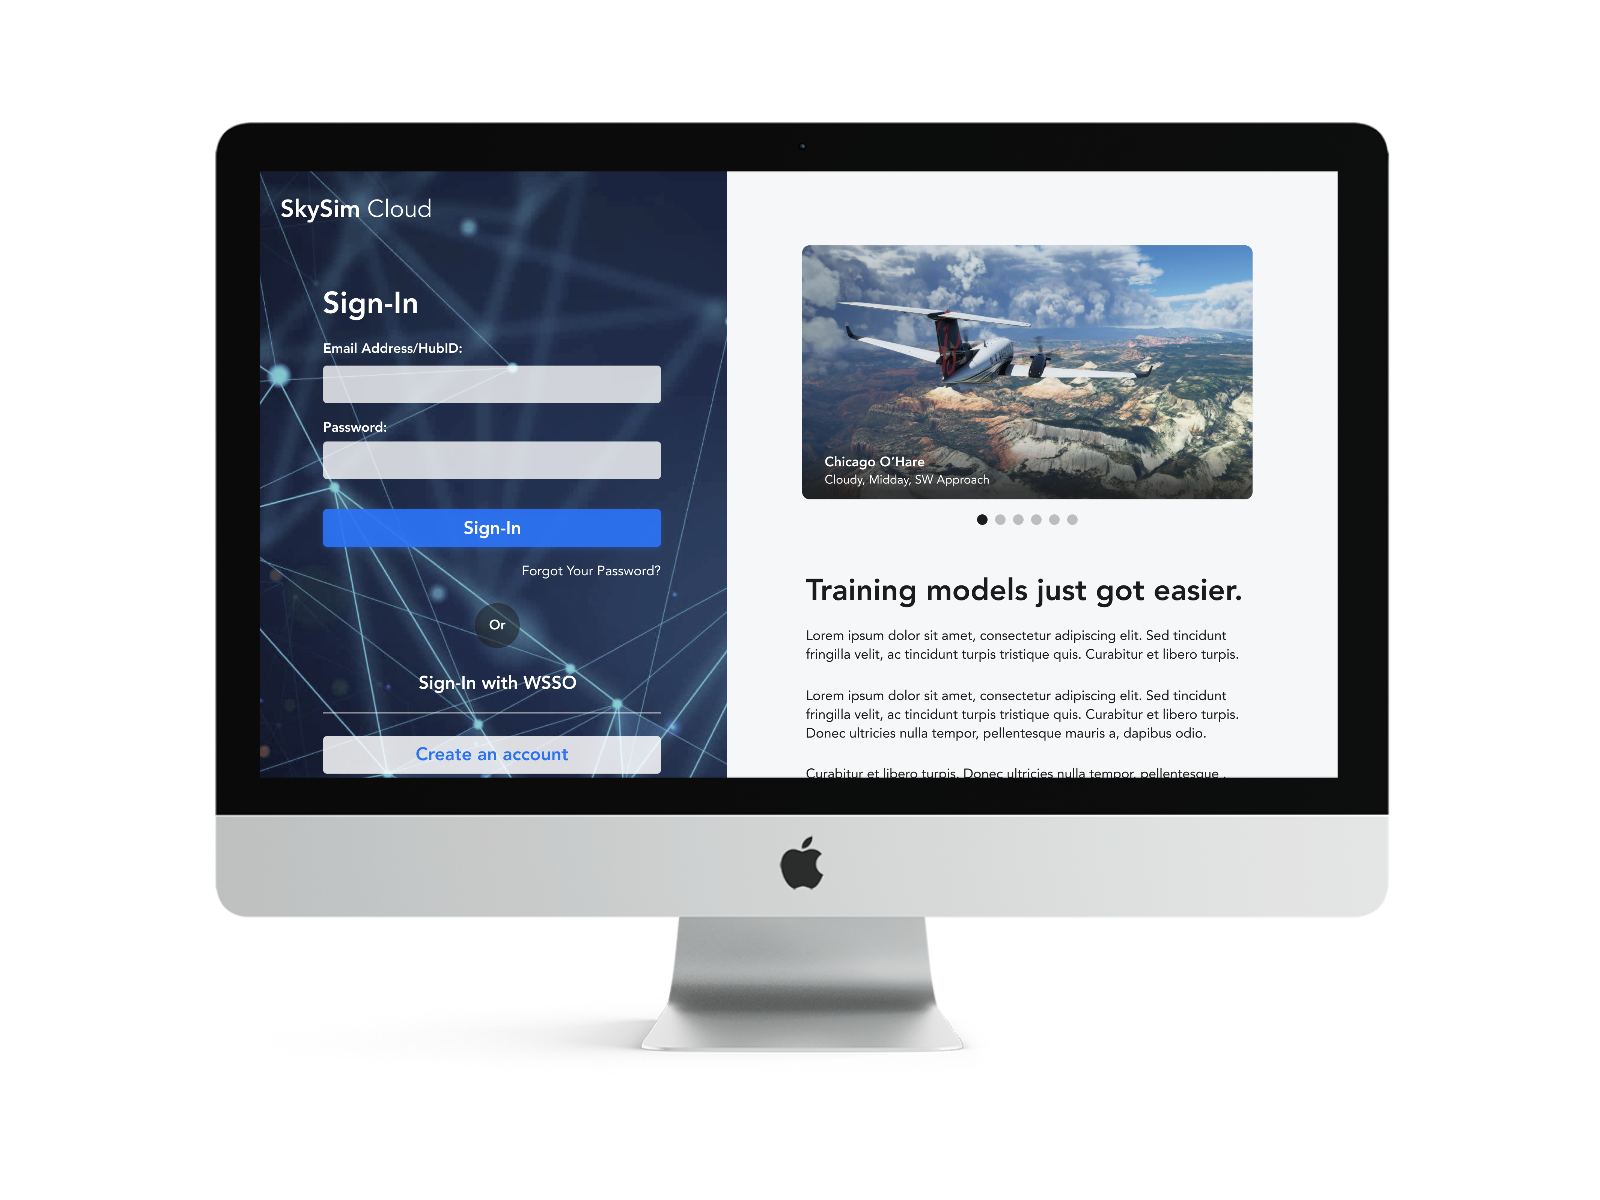 SkySim Cloud
Sign-In
Email Address/HubID:
Password:
Sign-In
Forgot Your Password?
Or
Sign-In with WSSO
Create an account
Chicago O'Hare
Cloudy, Midday, SW Approach
Training models just got easier.
Lorem ipsum dolor sit amet, consectetur adipiscing elit. Sed tincidunt
fringilla velit, ac tincidunt turpis tristique quis. Curabitur et libero turpis.
Lorem ipsum dolor sit amet, consectetur adipiscing elit. Sed tincidunt
fringilla velit, ac tincidunt turpis tristique quis. Curabitur et libero turpis.
Donec ultricies nulla tempor, pellentesque mauris a, dapibus odio.
Curabitur et libero turpis. Donec ultricies nulla tempor, pellentesque .